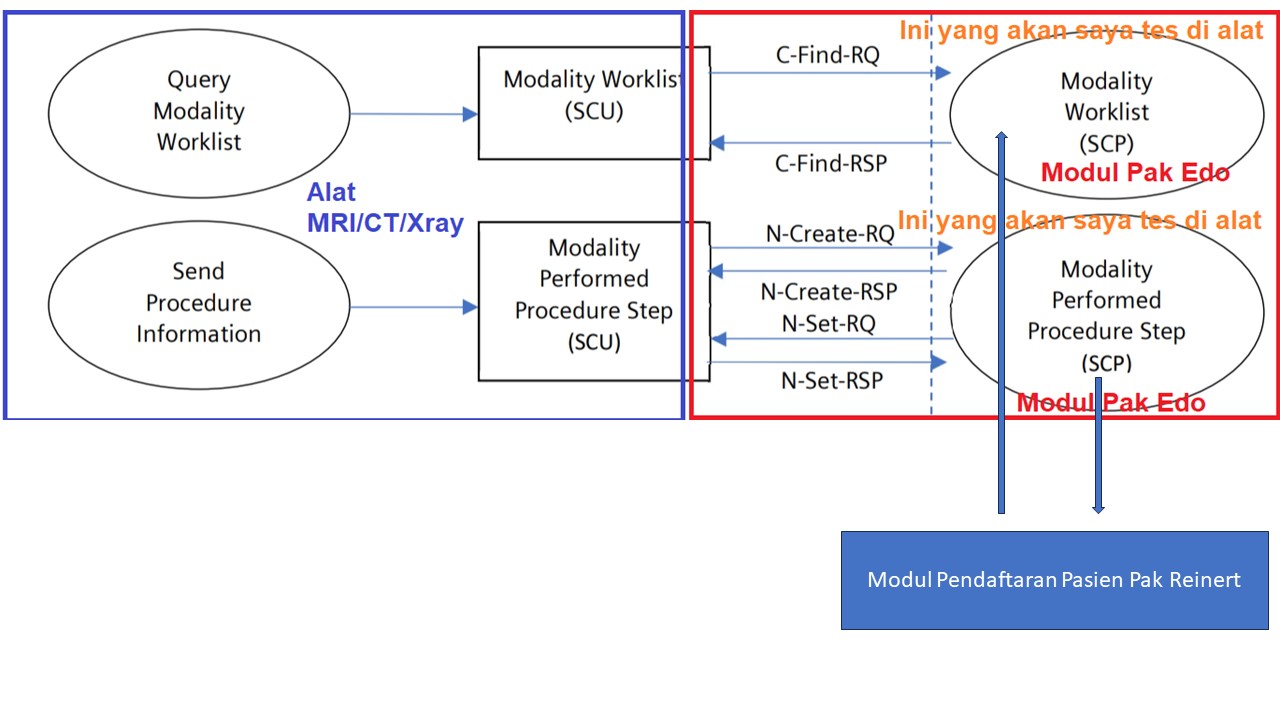 Ini yang akan saya tes di alat
Query
Modality
Worklist
Modality Worklist
(SCU)
C-Find-RQ
C-Find-RSP
Modality
Worklist
(SCP)
Modul Pak Edo
Alat
MRI/CT/Xray
Ini yang akan saya tes di alat
Send
Procedure
Information
Modality
Performed
Procedure Step
(SCU)
N-Create-RQ
N-Create-RSP
N-Set-RQ
N-Set-RSP
Modality
Performed
Procedure Step
(SCP)
Modul Pak Edo
Modul Pendaftaran Pasien Pak Reinert